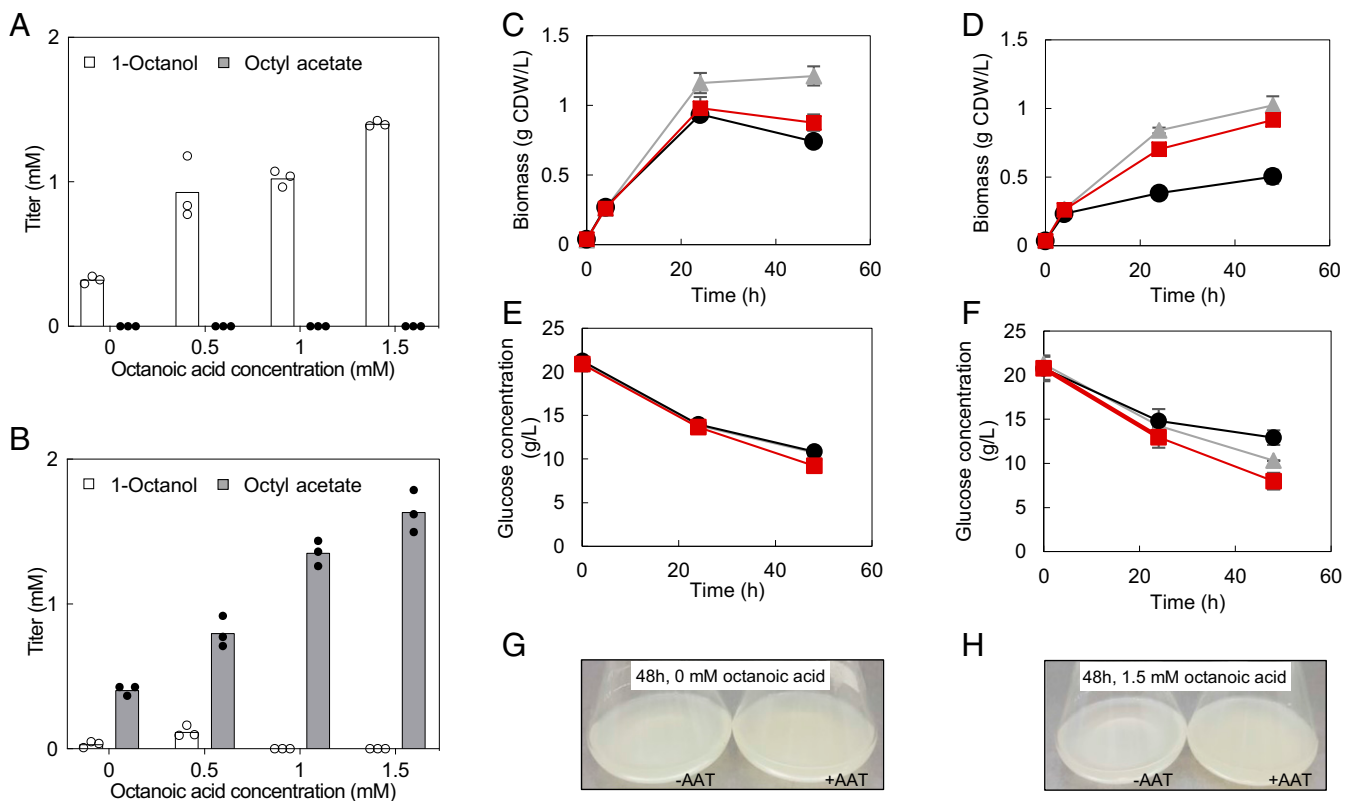 A
2
1-Octanol
Octyl acetate
Titer (mM)
1
0
0
0.5
1
1.5
Octanoic acid concentration (mM)
B
2
1-Octanol
Octyl acetate
Titer (mM)
1
0
0
0.5
1
1.5
Octanoic acid concentration (mM)
C
1.5
Biomass (g CDW/L)
1
0.5
0
0
20
40
60
Time (h)
D
1.5
Biomass (g CDW/L)
1
0.5
0
0
20
40
60
Time (h)
E
25
Glucose concentration
(g/L)
20
15
10
5
0
0
20
40
60
Time (h)
F
25
Glucose concentration
(g/L)
20
15
10
5
0
0
20
40
60
Time (h)
G
48h, 0 mM octanoic acid
-AAT
+AAT
H
48h, 1.5 mM octanoic acid
-AAT
+AAT